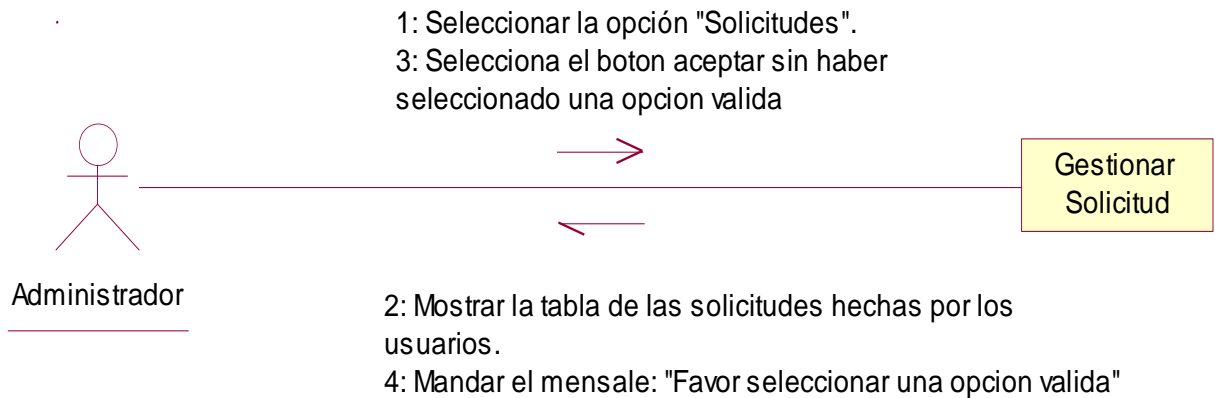 1: Seleccionar la opción "Solicitudes".
3: Selecciona el boton aceptar sin haber
seleccionado una opcion valida
Gestionar
Solicitud
Administrador
2: Mostrar la tabla de las solicitudes hechas por los
usuarios.
4: Mandar el mensale: "Favor seleccionar una opcion valida"